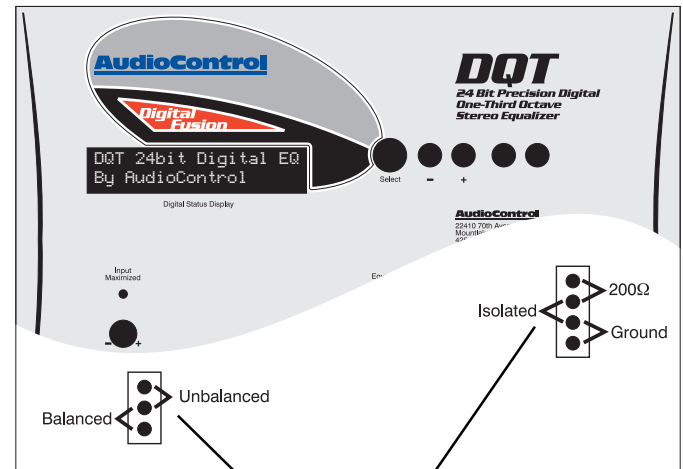 AudioControl
DQT
24 Bit Precision Digital
One-Third Octave
Stereo Equalizer
Digital
Fusion
DQT 24bit Digital EQ
By AudioControl
Digital Status Display
Select
-
+
AudioControl
22410 70th
Input
Maximized
- +
Isolated
200Ω
Ground
Balanced
Unbalanced